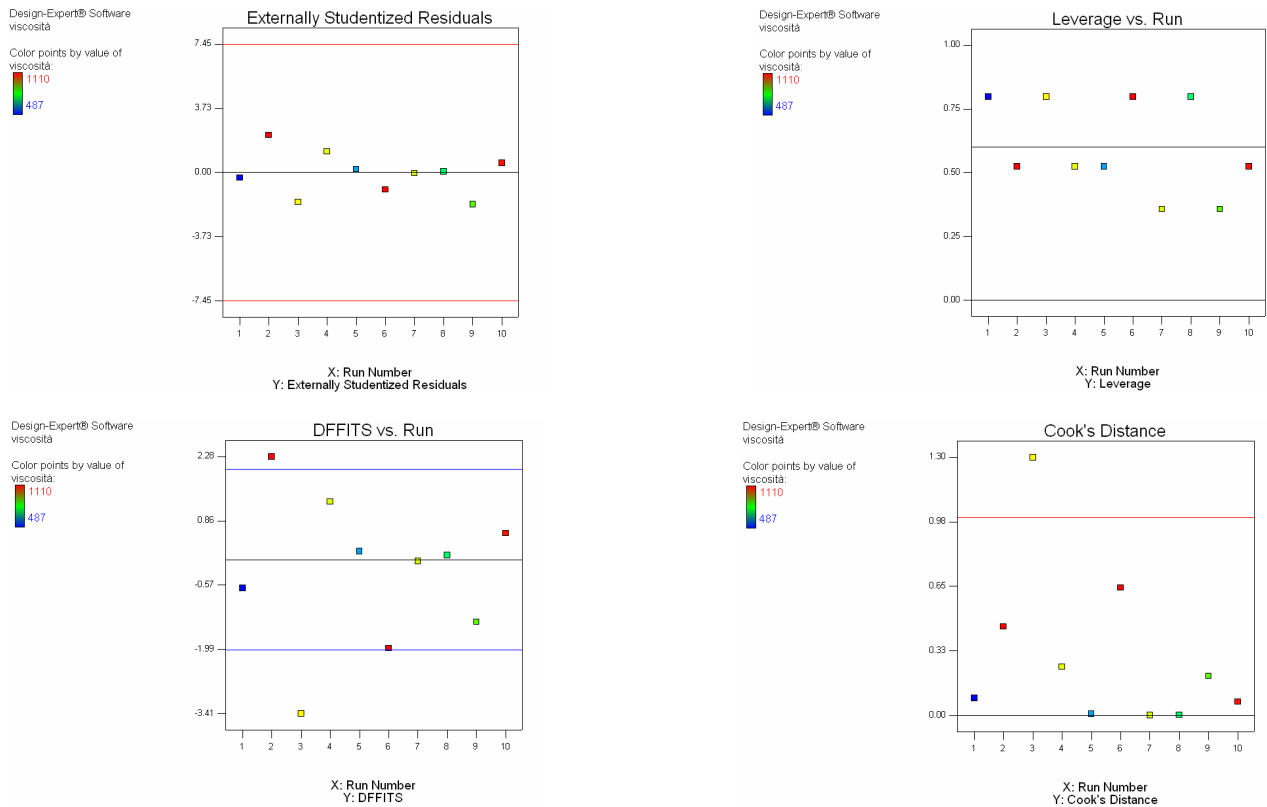 Design-Expert® Software
viscosità
Color points by value of
viscosità:
1110
487
Externally Studentized Residuals
7.45
3.73
0.00
-3.73
-7.45
1 2 3 4 5 6 7 8 9 10
X: Run Number
Y: Externally Studentized Residuals
Design-Expert® Software
viscosità
Color points by value of
viscosità:
1110
487
Leverage vs. Run
1.00
0.75
0.50
0.25
0.00
1 2 3 4 5 6 7 8 9 10
X: Run Number
Y: Leverage
Design-Expert® Software
viscosità
Color points by value of
viscosità:
1110
487
DFFITS vs. Run
2.28
0.86
-0.57
-1.99
-3.41
1 2 3 4 5 6 7 8 9 10
X: Run Number
Y: DFFITS
Design-Expert® Software
viscosità
Color points by value of
viscosità:
1110
487
Cook's Distance
1.30
0.98
0.65
0.33
0.00
1 2 3 4 5 6 7 8 9 10
X: Run Number
Y: Cook's Distance